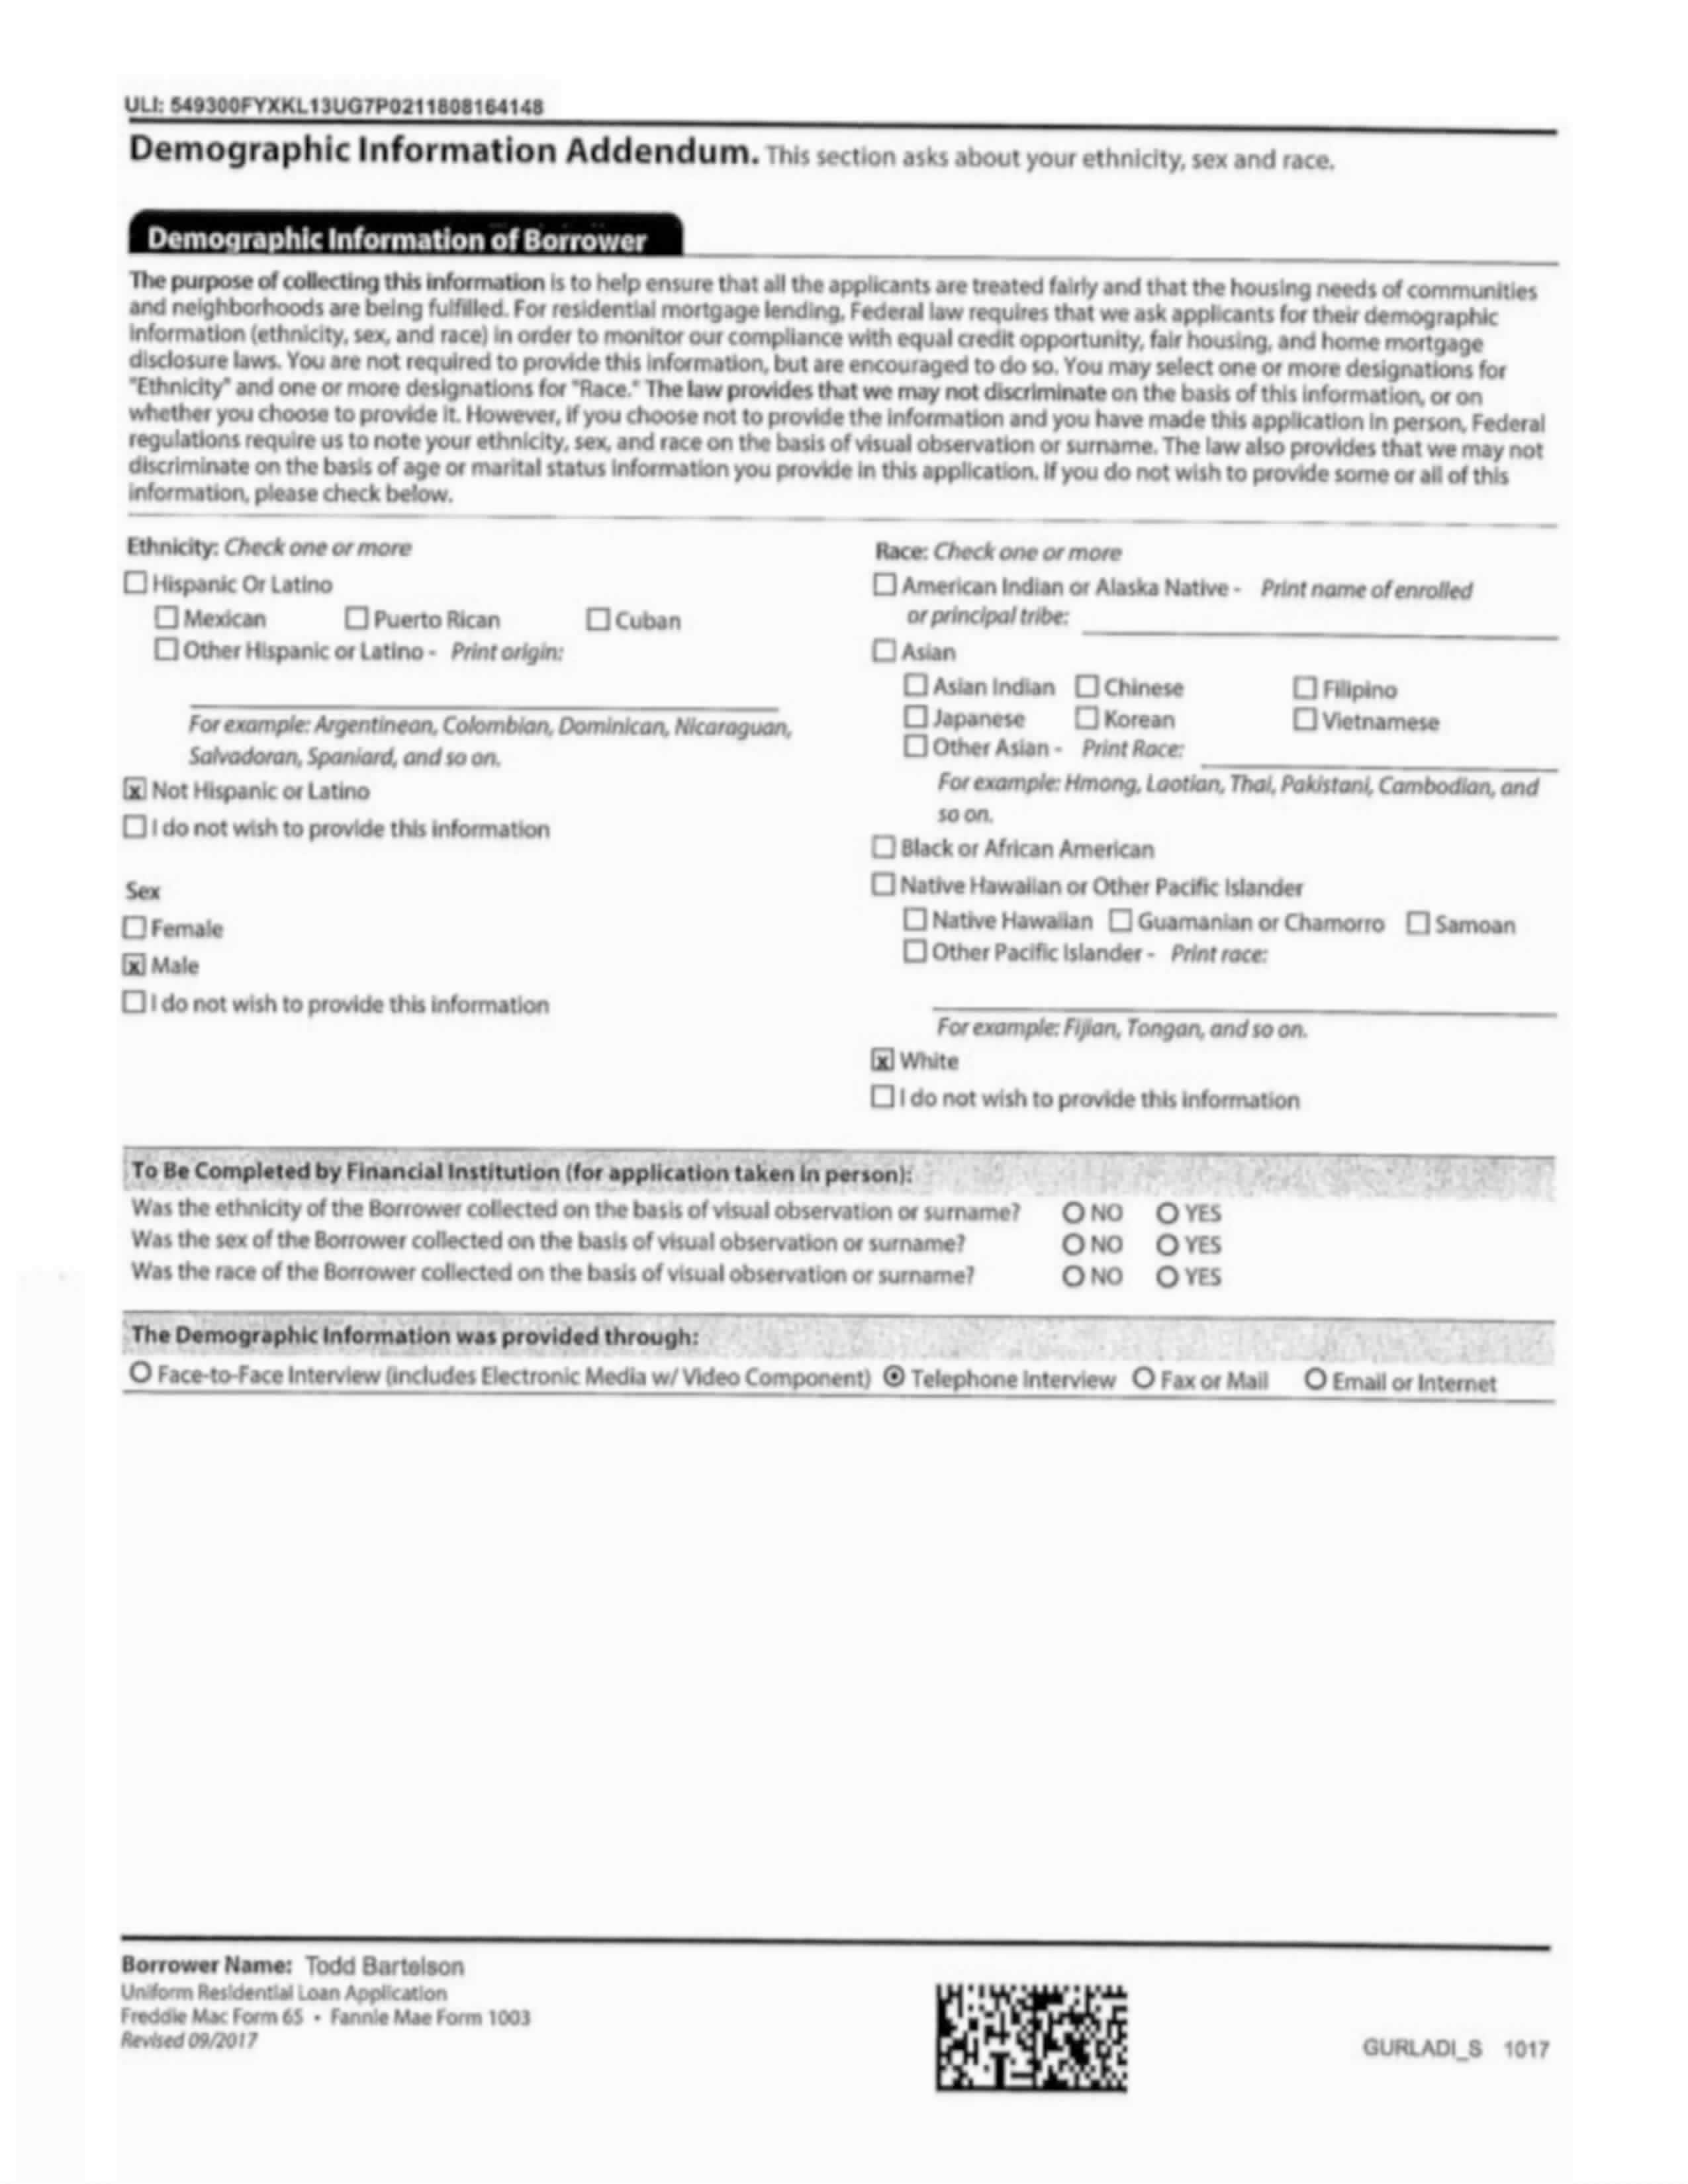 ULI: 549300FYXKL13UG7P0211808164148
Demographic Information Addendum. This section asks about your ethnicity, sex and race.
Demographic Information of Borrower
The purpose of collecting this information is to help ensure that all the applicants are treated fairly and that the housing needs of communities
and neighborhoods are being fulfilled. For residential mortgage lending, Federal law requires that we ask applicants for their demographic
information (ethnicity, sex, and race) in order to monitor our compliance with equal credit opportunity, fair housing, and home mortgage
disclosure laws. You are not required to provide this information, but are encouraged to do so. You may select one or more designations for
"Ethnicity" and one or more designations for "Race." The law provides that we may not discriminate on the basis of this information, or on
whether you choose to provide it. However, if you choose not to provide the information and you have made this application in person, Federal
regulations require us to note your ethnicity, sex, and race on the basis of visual observation or surname. The law also provides that we may not
discriminate on the basis of age or marital status information you provide in this application. If you do not wish to provide some or all of this
information, please check below.
Ethnicity: Check one or more
☐ Hispanic Or Latino
☐ Mexican ☐ Puerto Rican ☐ Cuban
☐ Other Hispanic or Latino - Print origin:
For example: Argentinean, Colombian, Dominican, Nicaraguan,
Salvadoran, Spaniard, and so on.
☒ Not Hispanic or Latino
☐ I do not wish to provide this information
Sex
☐ Female
☒ Male
☐ I do not wish to provide this information
Race: Check one or more
☐ American Indian or Alaska Native - Print name of enrolled
or principal tribe:
☐ Asian
☐ Asian Indian ☐ Chinese ☐ Filipino
☐ Japanese ☐ Korean ☐ Vietnamese
☐ Other Asian - Print Race:
For example: Hmong, Laotian, Thai, Pakistani, Cambodian, and
so on.
☐ Black or African American
☐ Native Hawaiian or Other Pacific Islander
☐ Native Hawaiian ☐ Guamanian or Chamorro ☐ Samoan
☐ Other Pacific Islander - Print race:
For example: Fijian, Tongan, and so on.
☒ White
☐ I do not wish to provide this information
To Be Completed by Financial Institution (for application taken in person):
Was the ethnicity of the Borrower collected on the basis of visual observation or surname? ○ NO ○ YES
Was the sex of the Borrower collected on the basis of visual observation or surname? ○ NO ○ YES
Was the race of the Borrower collected on the basis of visual observation or surname? ○ NO ○ YES
The Demographic Information was provided through:
○ Face-to-Face Interview (includes Electronic Media w/ Video Component) ◉ Telephone Interview ○ Fax or Mail ○ Email or Internet
Borrower Name: Todd Bartelson
Uniform Residential Loan Application
Freddie Mac Form 65 • Fannie Mae Form 1003
Revised 09/2017
GURLADI_S 1017